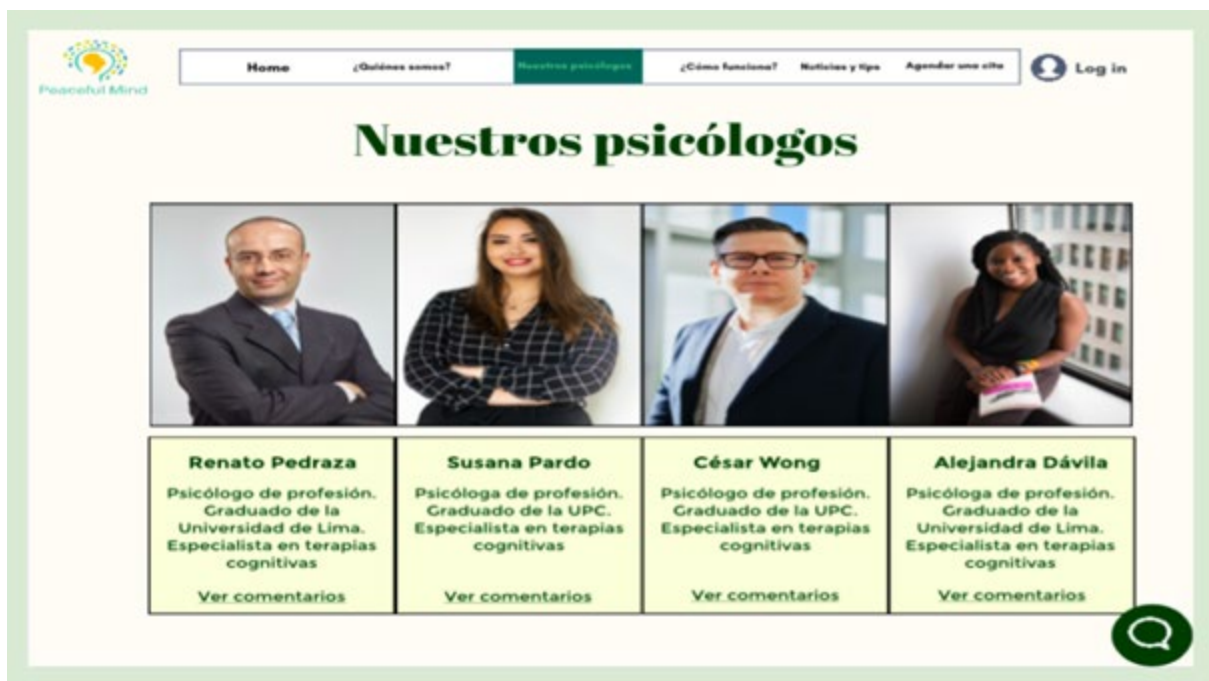 Peaceful Mind
Home
¿Quiénes somos?
Nuestros psicólogos
¿Cómo funciona?
Noticias y tips
Agendar una cita
Log in
Nuestros psicólogos
Renato Pedraza
Psicólogo de profesión.
Graduado de la
Universidad de Lima.
Especialista en terapias
cognitivas
Ver comentarios
Susana Pardo
Psicóloga de profesión.
Graduado de la UPC.
Especialista en terapias
cognitivas
Ver comentarios
César Wong
Psicólogo de profesión.
Graduado de la UPC.
Especialista en terapias
cognitivas
Ver comentarios
Alejandra Dávila
Psicóloga de profesión.
Graduado de la
Universidad de Lima.
Especialista en terapias
cognitivas
Ver comentarios